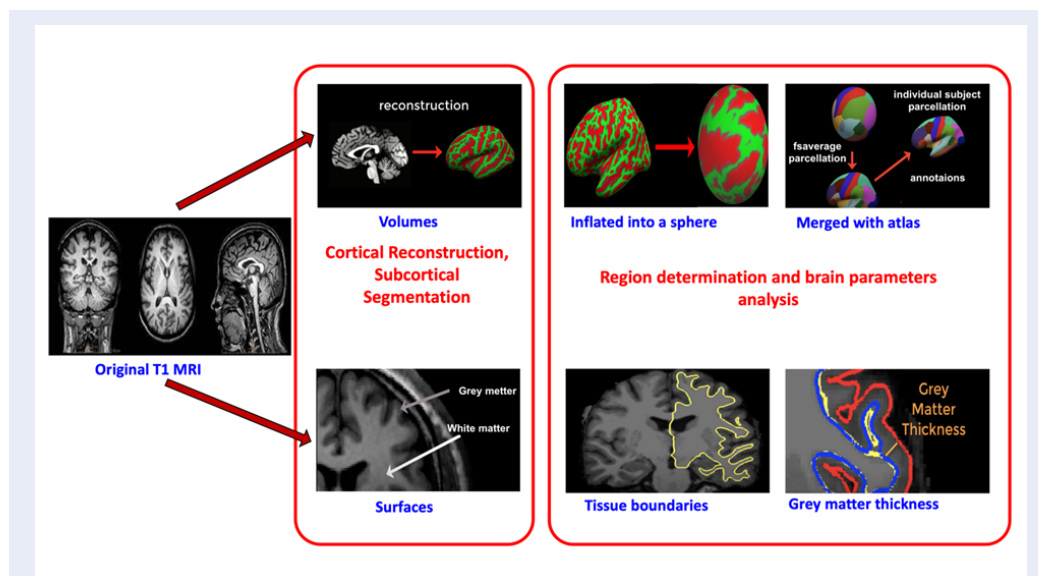 Original T1 MRI
reconstruction
Volumes
Cortical Reconstruction,
Subcortical
Segmentation
Grey metter
White matter
Surfaces
Inflated into a sphere
individual subject
parcellation
fsaverage
parcellation
annotaions
Merged with atlas
Region determination and brain parameters
analysis
Tissue boundaries
Grey
Matter
Thickness
Grey matter thickness